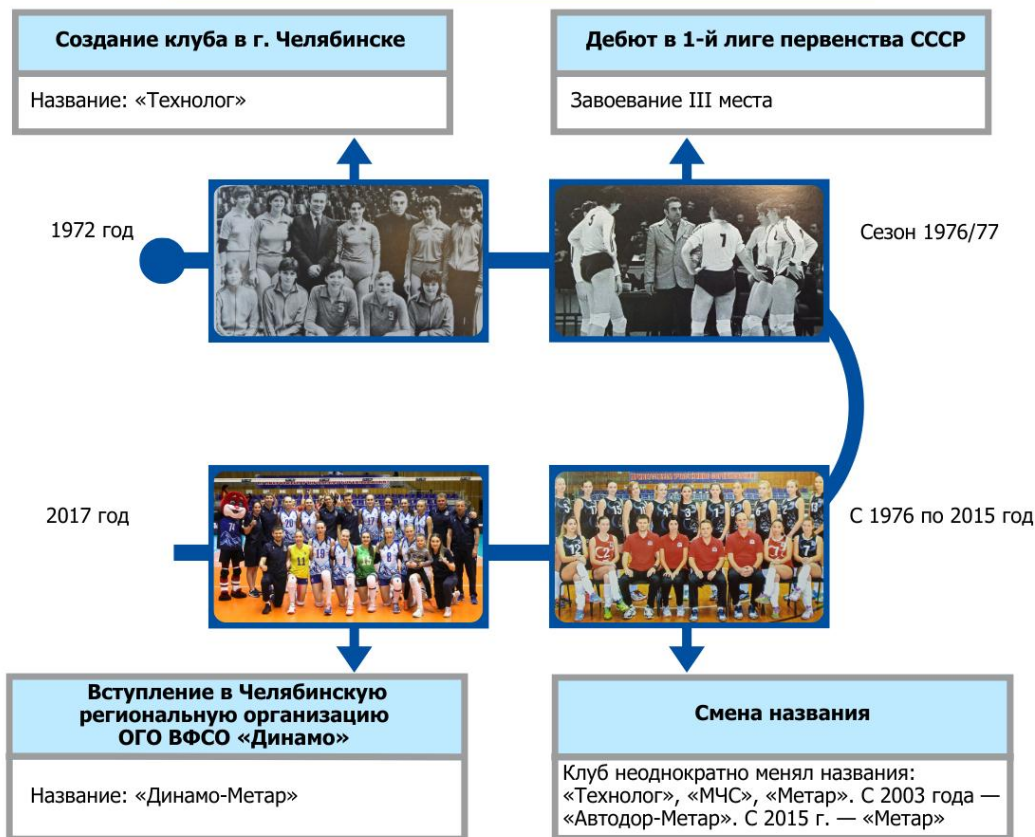 Создание клуба в г. Челябинске
Название: «Технолог»
Дебют в 1-й лиге первенства СССР
Завоевание III места
1972 год
Сезон 1976/77
2017 год
С 1976 по 2015 год
Вступление в Челябинскую
региональную организацию
ОГО ВФСО «Динамо»
Название: «Динамо-Метар»
Смена названия
Клуб неоднократно менял названия:
«Технолог», «МЧС», «Метар». С 2003 года —
«Автодор-Метар». С 2015 г. — «Метар»